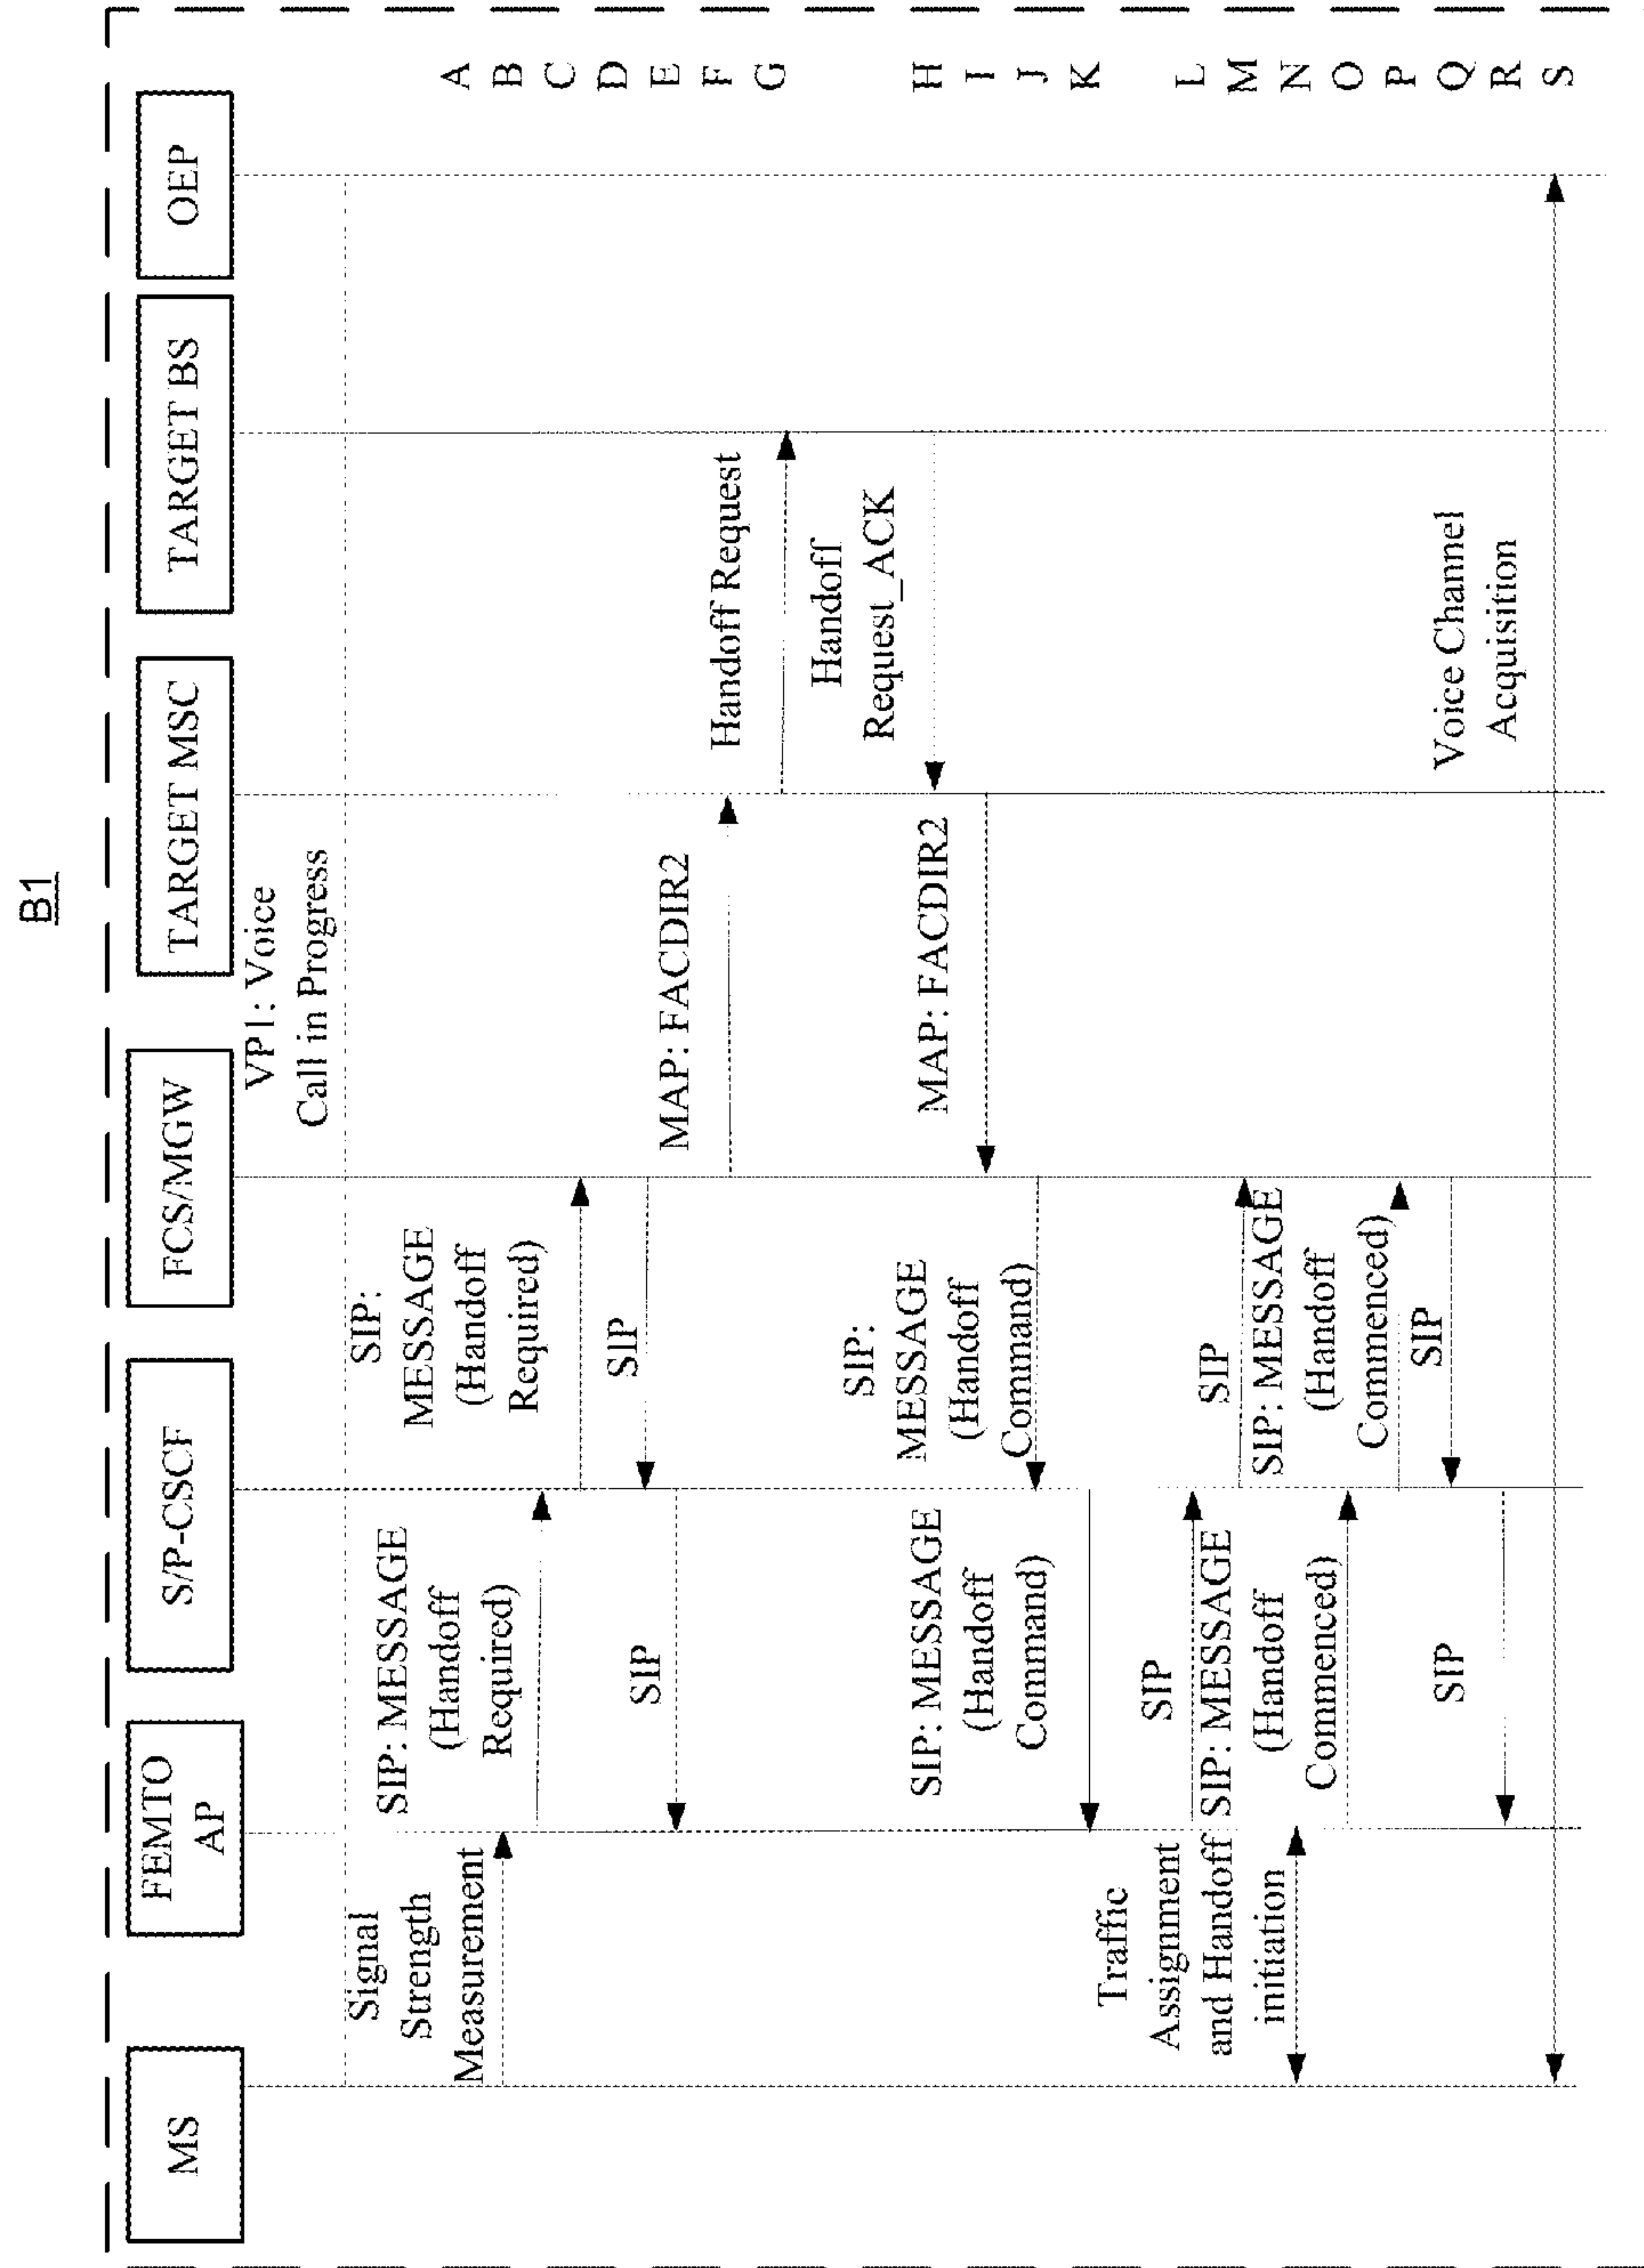 B1
MS
FEMTO
AP
S/P-CSCF
FCS/MGW
TARGET MSC
TARGET BS
OEP
VP1: Voice
Call in Progress
Signal
Strength
Measurement
SIP: MESSAGE
(Handoff
Required)
SIP:
MESSAGE
(Handoff
Required)
SIP
SIP
MAP: FACDIR2
Handoff Request
Handoff
Request_ACK
MAP: FACDIR2
SIP:
MESSAGE
(Handoff
Command)
SIP: MESSAGE
(Handoff
Command)
SIP
SIP
Traffic
Assignment
and Handoff
initiation
SIP: MESSAGE
(Handoff
Commenced)
SIP: MESSAGE
(Handoff
Commenced)
SIP
SIP
Voice Channel
Acquisition
A
B
C
D
E
F
G
H
I
J
K
L
M
N
O
P
Q
R
S